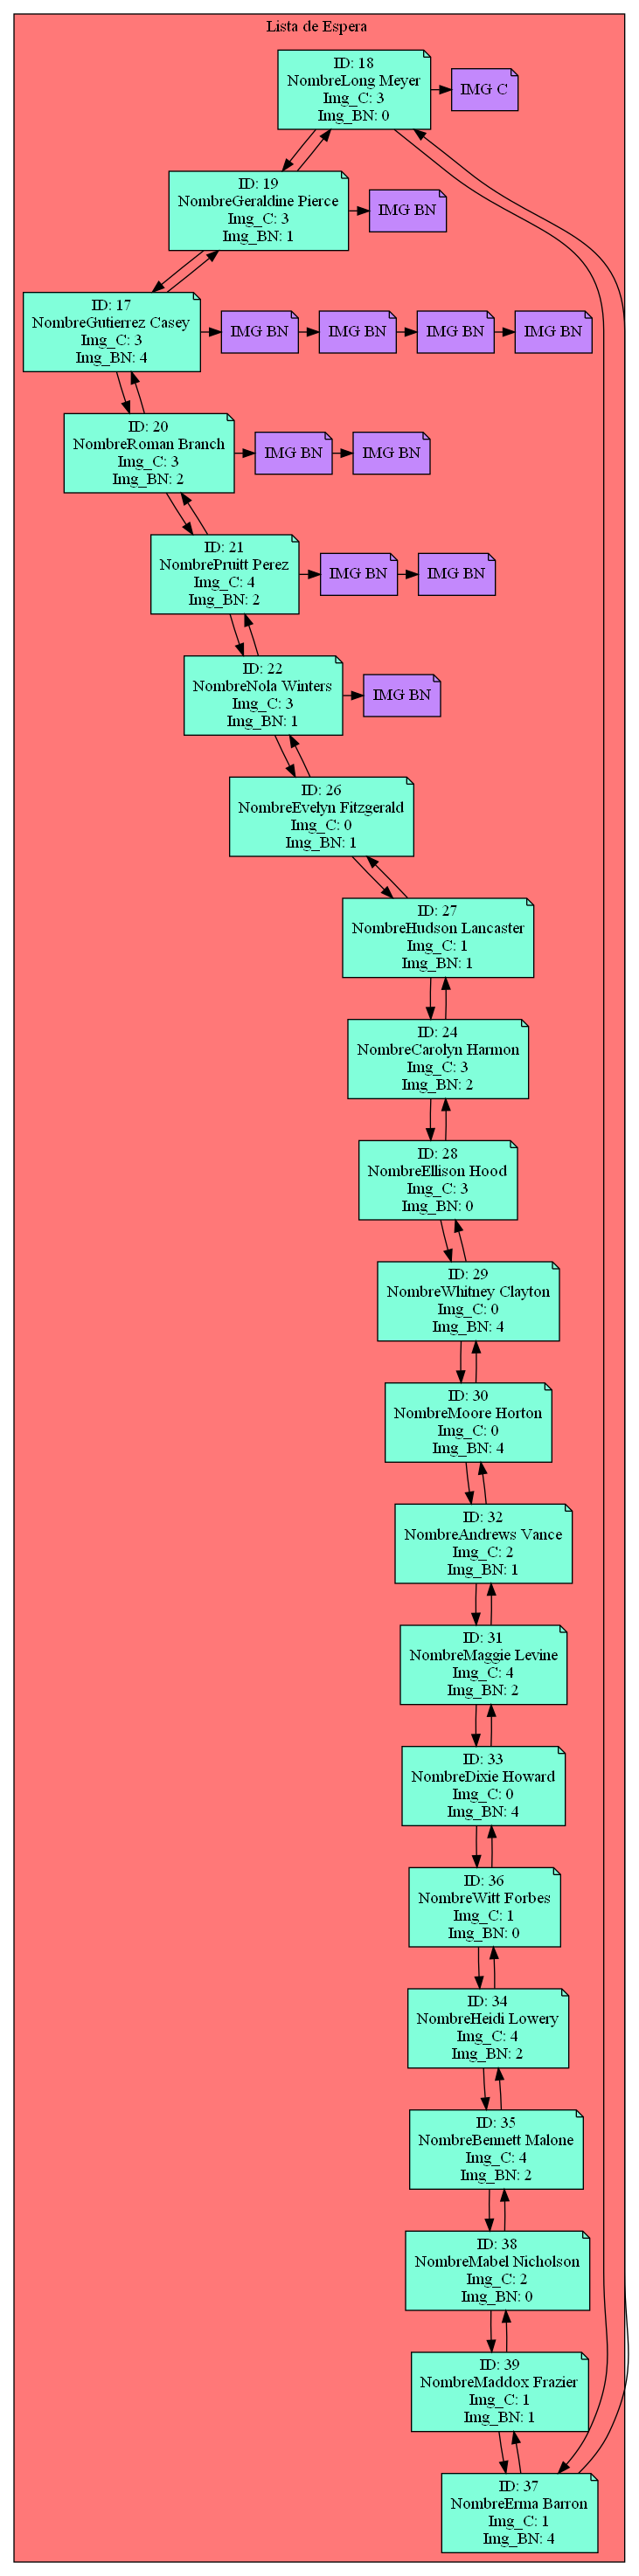 Lista de Espera
ID: 18
NombreLong Meyer
Img_C: 3
Img_BN: 0
IMG C
ID: 19
NombreGeraldine Pierce
Img_C: 3
Img_BN: 1
IMG BN
ID: 17
NombreGutierrez Casey
Img_C: 3
Img_BN: 4
IMG BN
IMG BN
IMG BN
IMG BN
ID: 20
NombreRoman Branch
Img_C: 3
Img_BN: 2
IMG BN
IMG BN
ID: 21
NombrePruitt Perez
Img_C: 4
Img_BN: 2
IMG BN
IMG BN
ID: 22
NombreNola Winters
Img_C: 3
Img_BN: 1
IMG BN
ID: 26
NombreEvelyn Fitzgerald
Img_C: 0
Img_BN: 1
ID: 27
NombreHudson Lancaster
Img_C: 1
Img_BN: 1
ID: 24
NombreCarolyn Harmon
Img_C: 3
Img_BN: 2
ID: 28
NombreEllison Hood
Img_C: 3
Img_BN: 0
ID: 29
NombreWhitney Clayton
Img_C: 0
Img_BN: 4
ID: 30
NombreMoore Horton
Img_C: 0
Img_BN: 4
ID: 32
NombreAndrews Vance
Img_C: 2
Img_BN: 1
ID: 31
NombreMaggie Levine
Img_C: 4
Img_BN: 2
ID: 33
NombreDixie Howard
Img_C: 0
Img_BN: 4
ID: 36
NombreWitt Forbes
Img_C: 1
Img_BN: 0
ID: 34
NombreHeidi Lowery
Img_C: 4
Img_BN: 2
ID: 35
NombreBennett Malone
Img_C: 4
Img_BN: 2
ID: 38
NombreMabel Nicholson
Img_C: 2
Img_BN: 0
ID: 39
NombreMaddox Frazier
Img_C: 1
Img_BN: 1
ID: 37
NombreErma Barron
Img_C: 1
Img_BN: 4